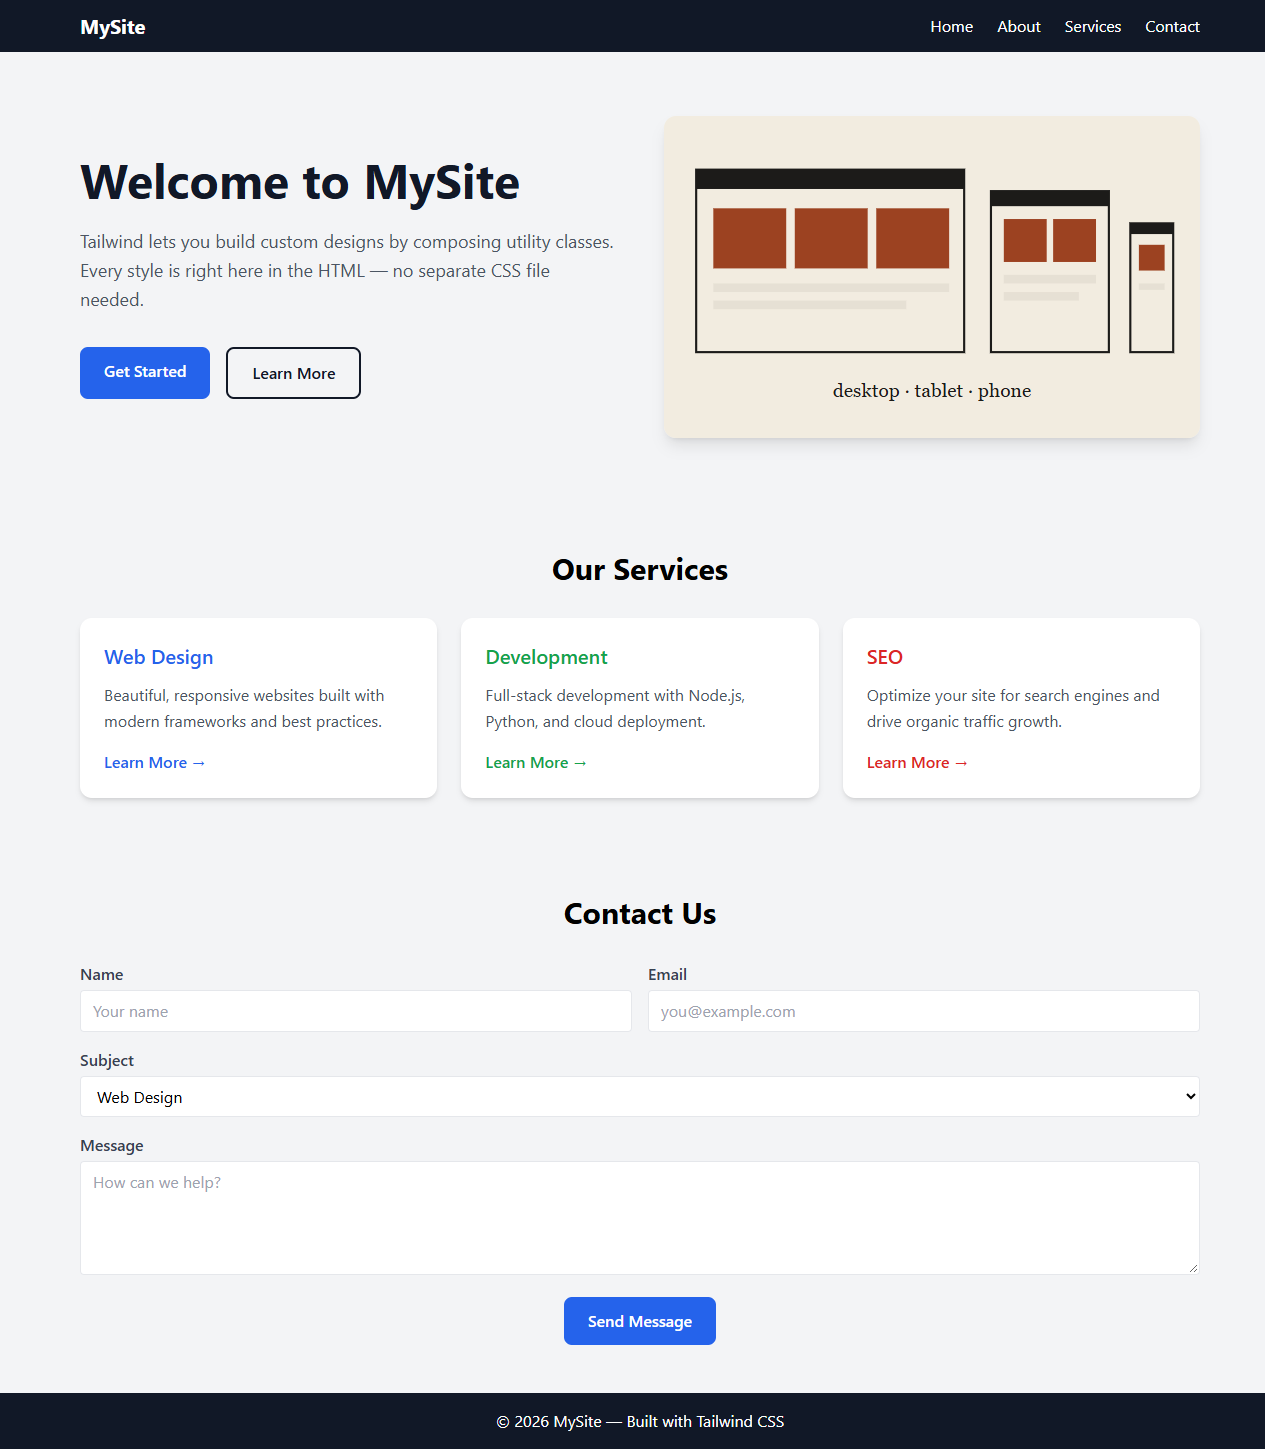 MySite
Home About Services Contact
Welcome to MySite
Tailwind lets you build custom designs by composing utility classes.
Every style is right here in the HTML — no separate CSS file
needed.
Get Started
Learn More
desktop · tablet · phone
Our Services
Web Design
Beautiful, responsive websites built with
modern frameworks and best practices.
Learn More →
Development
Full-stack development with Node.js,
Python, and cloud deployment.
Learn More →
SEO
Optimize your site for search engines and
drive organic traffic growth.
Learn More →
Contact Us
Name
Your name
Email
you@example.com
Subject
Web Design
Message
How can we help?
Send Message
© 2026 MySite — Built with Tailwind CSS